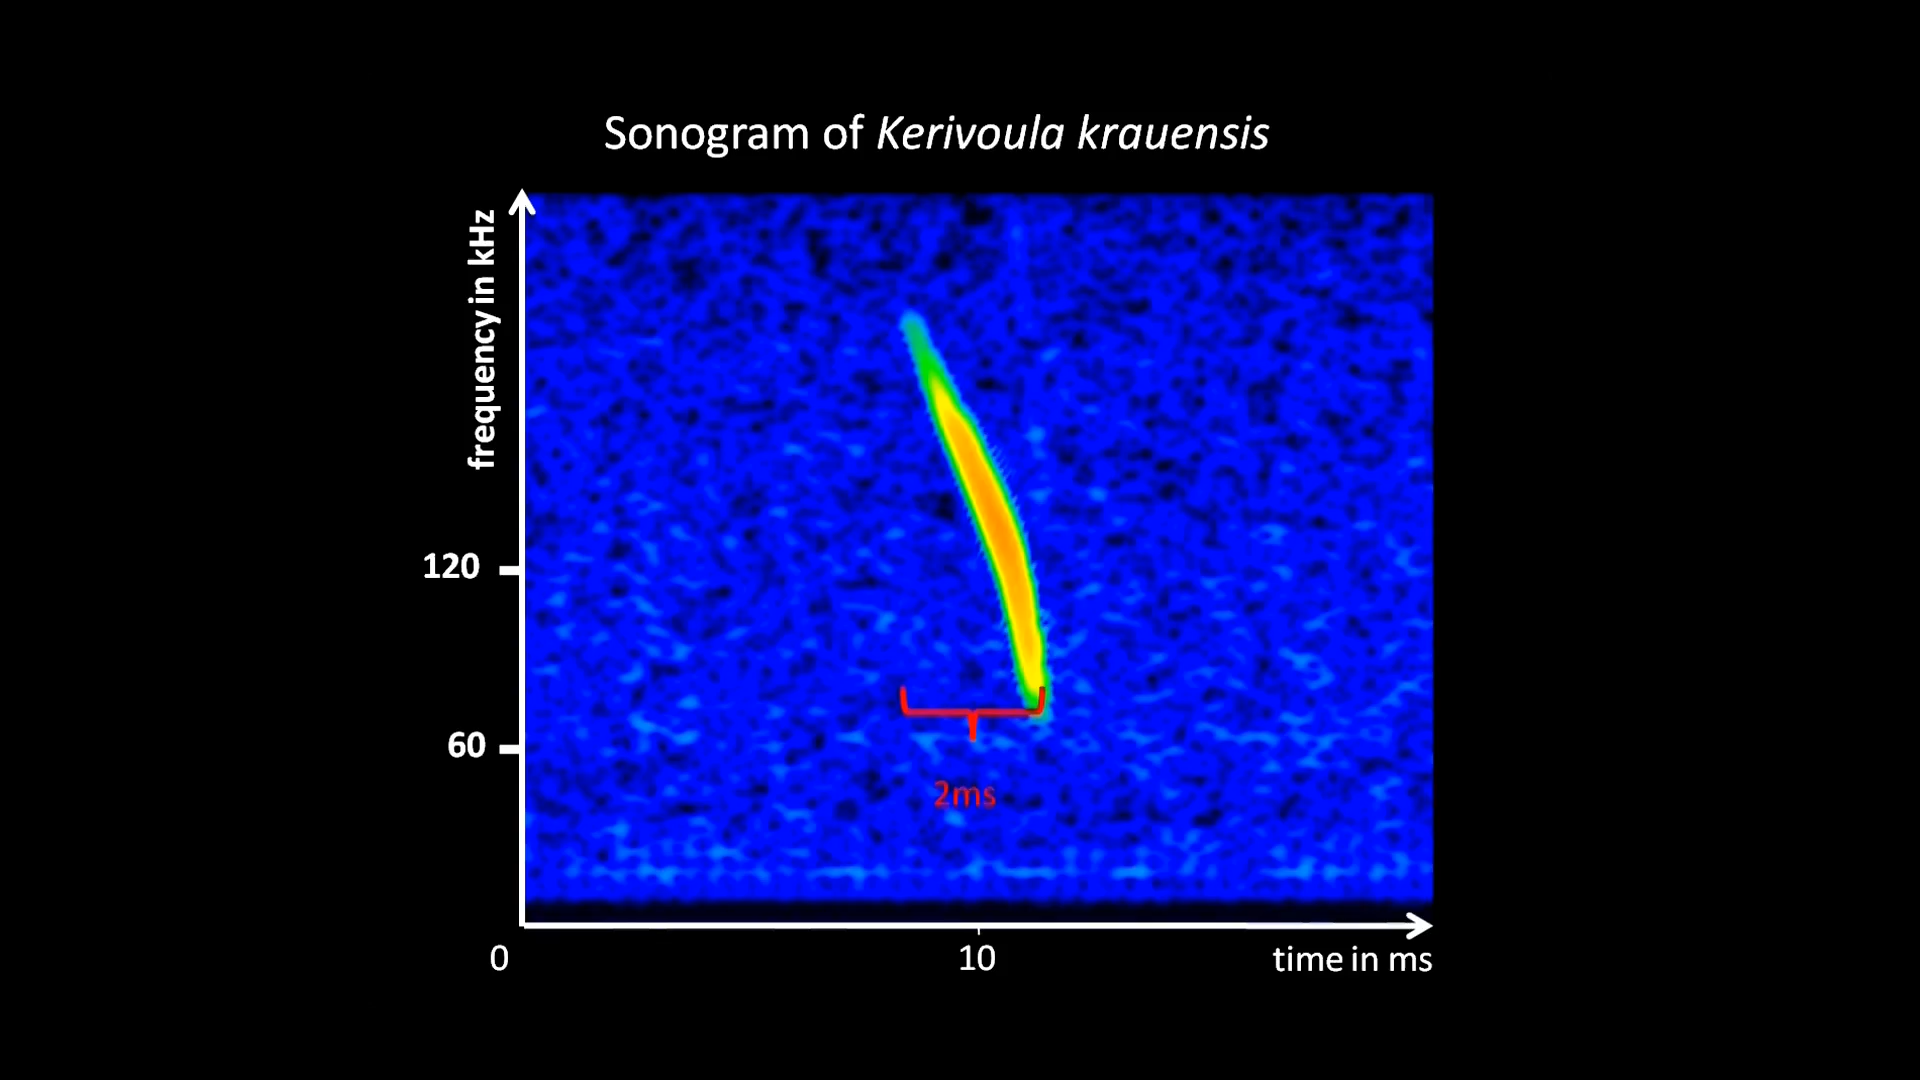 Sonogram of Kerivoula krauensis
frequency in kHz
120
60
2ms
0
10
time in ms